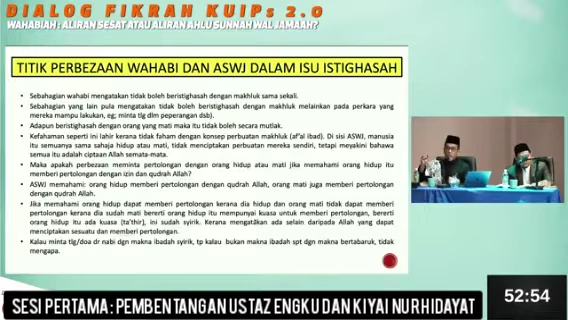 DIALOG FIKRAH KUIPs 2.0
WAHABIAH : ALIRAN SESAT ATAU ALIRAN AHLU SUNNAH WAL JAMAAH?
TITIK PERBEZAAN WAHABI DAN ASWJ DALAM ISU ISTIGHASAH
• Sebahagian wahabi mengatakan tidak boleh beristighasah dengan makhluk sama sekali.
• Sebahagian yang lain pula mengatakan tidak boleh beristighasah dengan makhluk melainkan pada perkara yang
mereka mampu lakukan, eg; minta tlg dlm peperangan dsb).
• Adapun beristighasah dengan orang yang mati maka itu tidak boleh secara mutlak.
• Kefahaman seperti ini lahir kerana tidak faham dengan konsep perbuatan makhluk (af'al ibad). Di sisi ASWJ, manusia
itu semuanya sama sahaja hidup atau mati, tidak menciptakan perbuatan mereka sendiri, tetapi meyakini bahawa
semua itu adalah ciptaan Allah semata-mata.
• Maka apakah perbezaan meminta pertolongan dengan orang hidup atau mati jika memahami orang hidup itu
memberi pertolongan dengan izin dan qudrah Allah?
• ASWJ memahami: orang hidup memberi pertolongan dengan qudrah Allah, orang mati juga memberi pertolongan
dengan qudrah Allah.
• Jika memahami orang hidup dapat memberi pertolongan kerana dia hidup dan orang mati tidak dapat memberi
pertolongan kerana dia sudah mati bererti orang hidup itu mempunyai kuasa untuk memberi pertolongan, bererti
orang hidup itu ada kuasa (ta'thir), ini sudah syirik. Kerana mengatakan ada selain daripada Allah yang dapat
menciptakan sesuatu dan memberi pertolongan.
• Kalau minta tlg/doa dr nabi dgn makna ibadah syirik, tp kalau bukan makna ibadah spt dgn makna bertabaruk, tidak
mengapa.
SESI PERTAMA : PEMBENTANGAN USTAZ ENGKU DAN KIYAI NURHIDAYAT
52:54